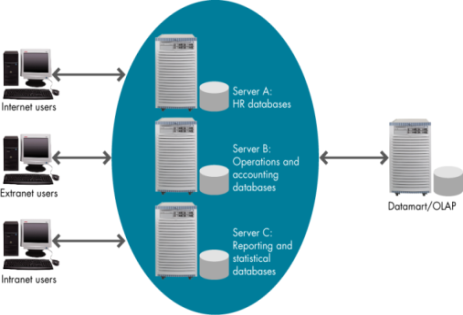 Internet users
Server A:
HR databases
Extranet users
Server B:
Operations and
accounting
databases
Datamart/OLAP
Intranet users
Server C:
Reporting and
statistical
databases